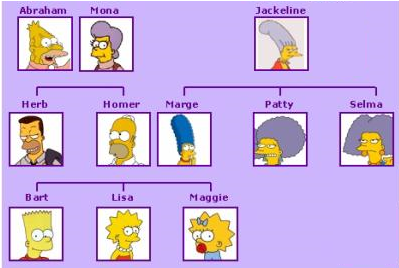 Abraham Mona Jackeline
Herb Homer Marge Patty Selma
Bart Lisa Maggie